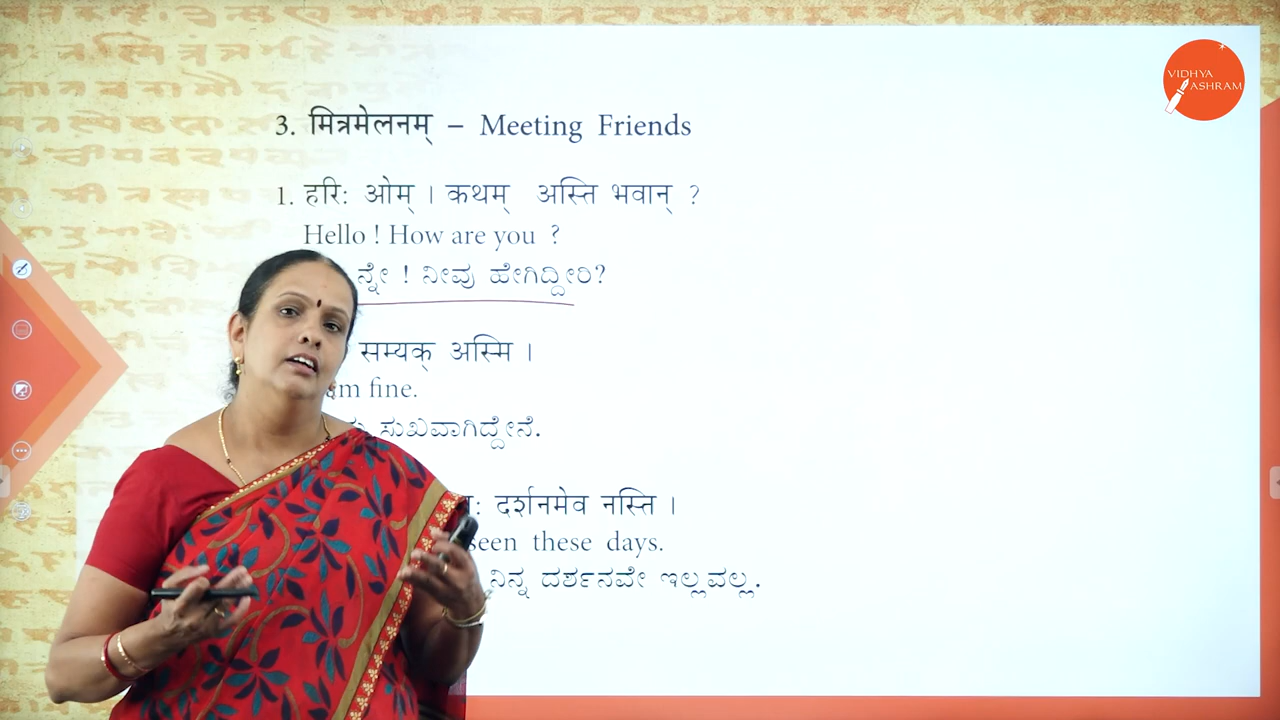 VIDHYA
ASHRAM
3. मित्रमेलनम् – Meeting Friends
1. हरिः ओम् । कथम् अस्ति भवान् ?
Hello ! How are you ?
! ನೀವು ಹೇಗಿದ್ದೀರಿ?
सम्यक् अस्मि ।
am fine.
ಸುಖವಾಗಿದ್ದೇನೆ.
दर्शनमेव नस्ति ।
seen these days.
ನಿನ್ನ ದರ್ಶನವೇ ಇಲ್ಲವಲ್ಲ.